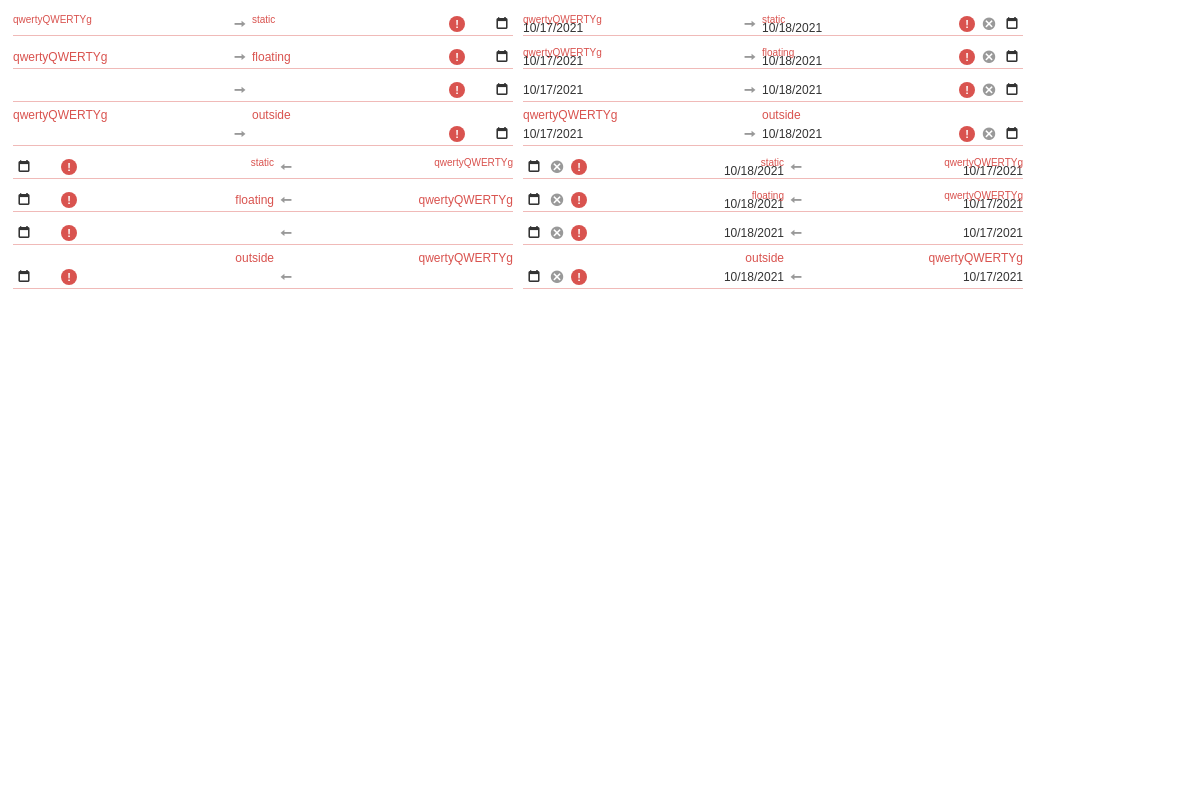 qwertyQWERTYg static qwertyQWERTYg static
10/17/2021 10/18/2021
qwertyQWERTYg floating qwertyQWERTYg floating
10/17/2021 10/18/2021
10/17/2021 10/18/2021
qwertyQWERTYg outside qwertyQWERTYg outside
10/17/2021 10/18/2021
static qwertyQWERTYg static qwertyQWERTYg
10/18/2021 10/17/2021
floating qwertyQWERTYg floating qwertyQWERTYg
10/18/2021 10/17/2021
10/18/2021 10/17/2021
outside qwertyQWERTYg outside qwertyQWERTYg
10/18/2021 10/17/2021